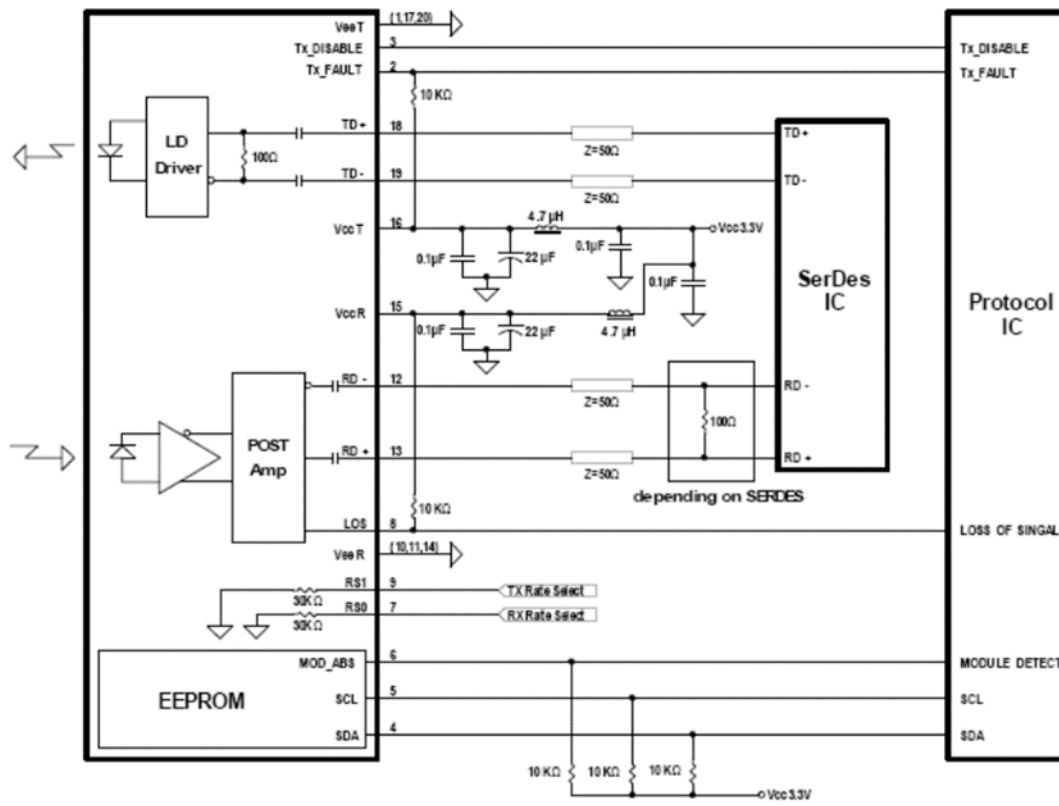 VeeT (1,17,20)
Tx_DISABLE 3 Tx_DISABLE
Tx_FAULT 2 Tx_FAULT
10 KΩ
LD
Driver
100Ω
TD+ 18 Z=50Ω TD+
TD- 19 Z=50Ω TD-
VccT 16
4.7 μH
Vcc3.3V
0.1μF
22 μF
0.1μF
0.1μF
SerDes
IC
Protocol
IC
VccR 15
0.1μF
22 μF
4.7 μH
RD - 12 Z=50Ω RD -
100Ω
POST
Amp
RD + 13 Z=50Ω RD +
depending on SERDES
10 KΩ
LOS 8 LOSS OF SINGAL
VeeR (10,11,14)
RS1 9 TX Rate Select
30KΩ
RS0 7 RX Rate Select
30KΩ
EEPROM
MOD_ABS 6 MODULE DETECT
SCL 5 SCL
SDA 4 SDA
10 KΩ 10 KΩ 10 KΩ
Vcc3.3V